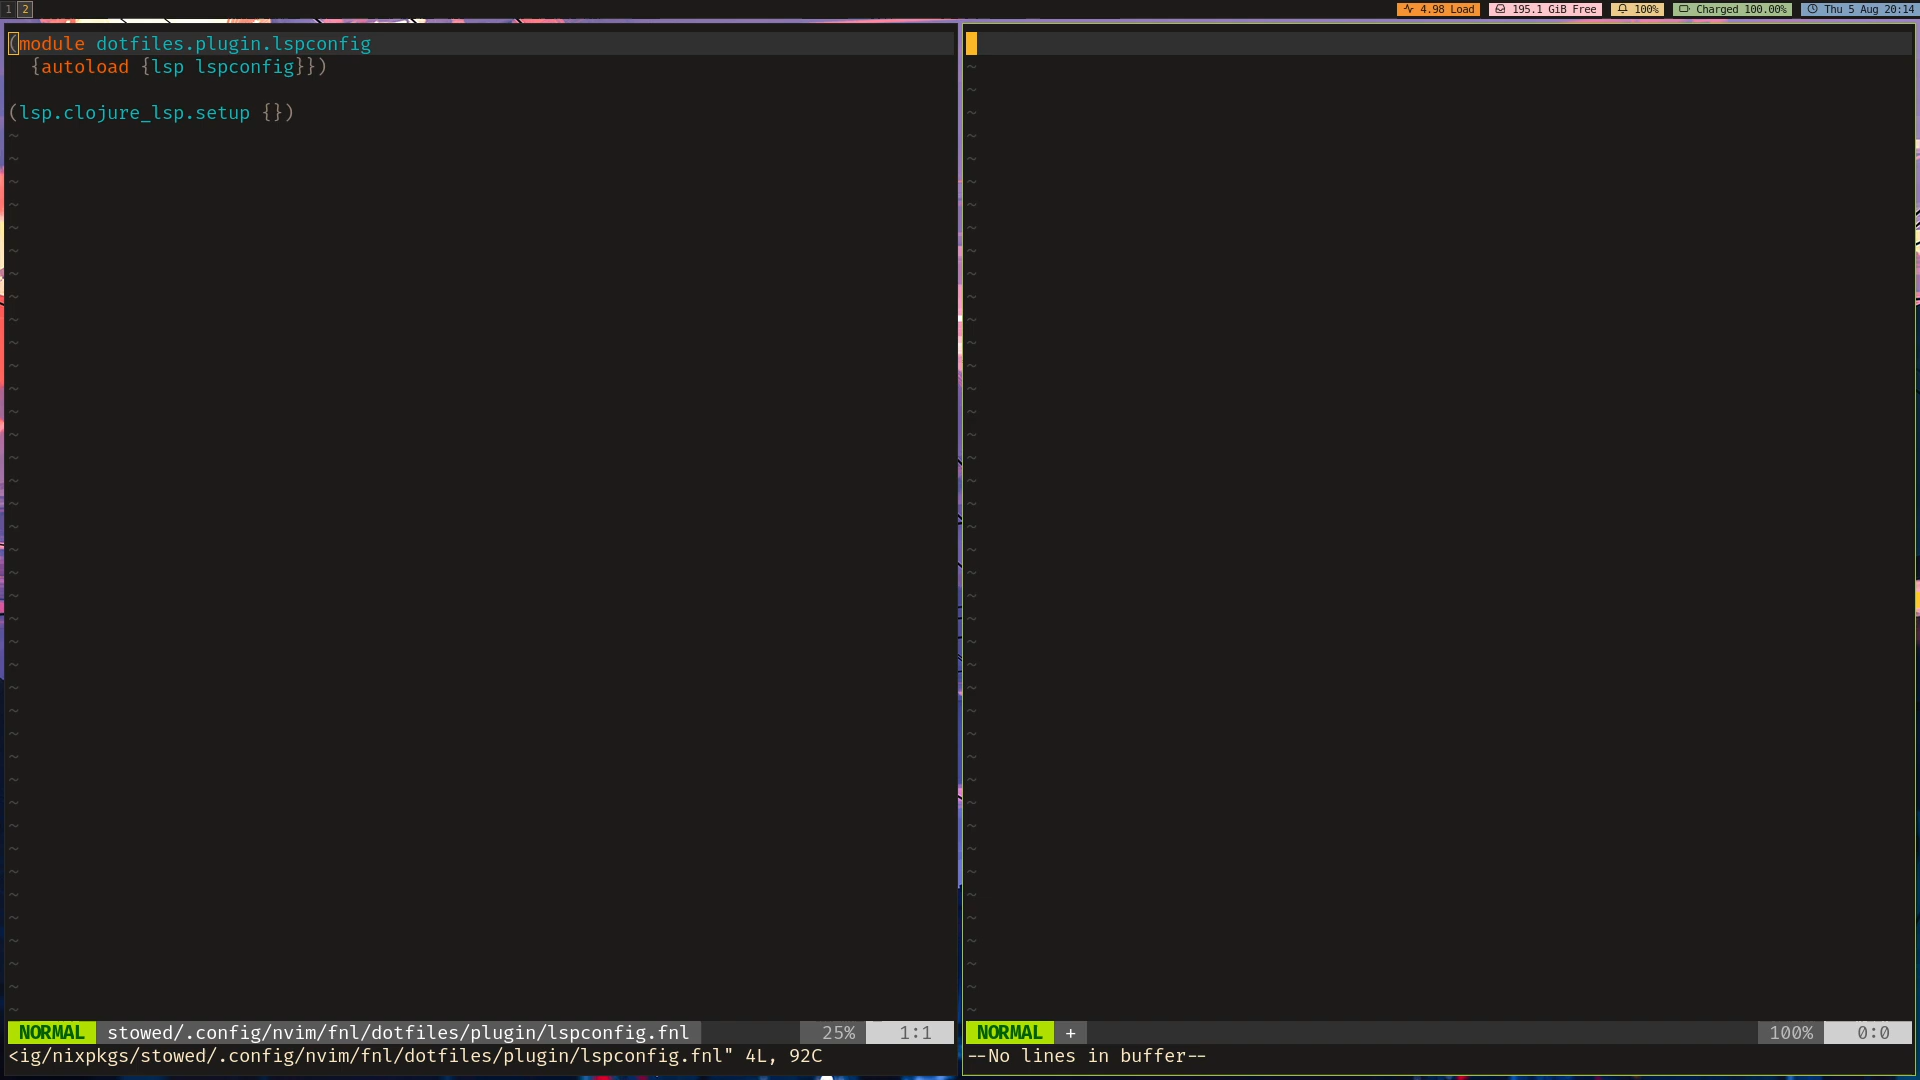 1 2
4.98 Load 195.1 GiB Free 100% Charged 100.00% Thu 5 Aug 20:14
(module dotfiles.plugin.lspconfig
{autoload {lsp lspconfig}})
(lsp.clojure_lsp.setup {})
NORMAL stowed/.config/nvim/fnl/dotfiles/plugin/lspconfig.fnl 25% 1:1
<ig/nixpkgs/stowed/.config/nvim/fnl/dotfiles/plugin/lspconfig.fnl" 4L, 92C
NORMAL + 100% 0:0
--No lines in buffer--